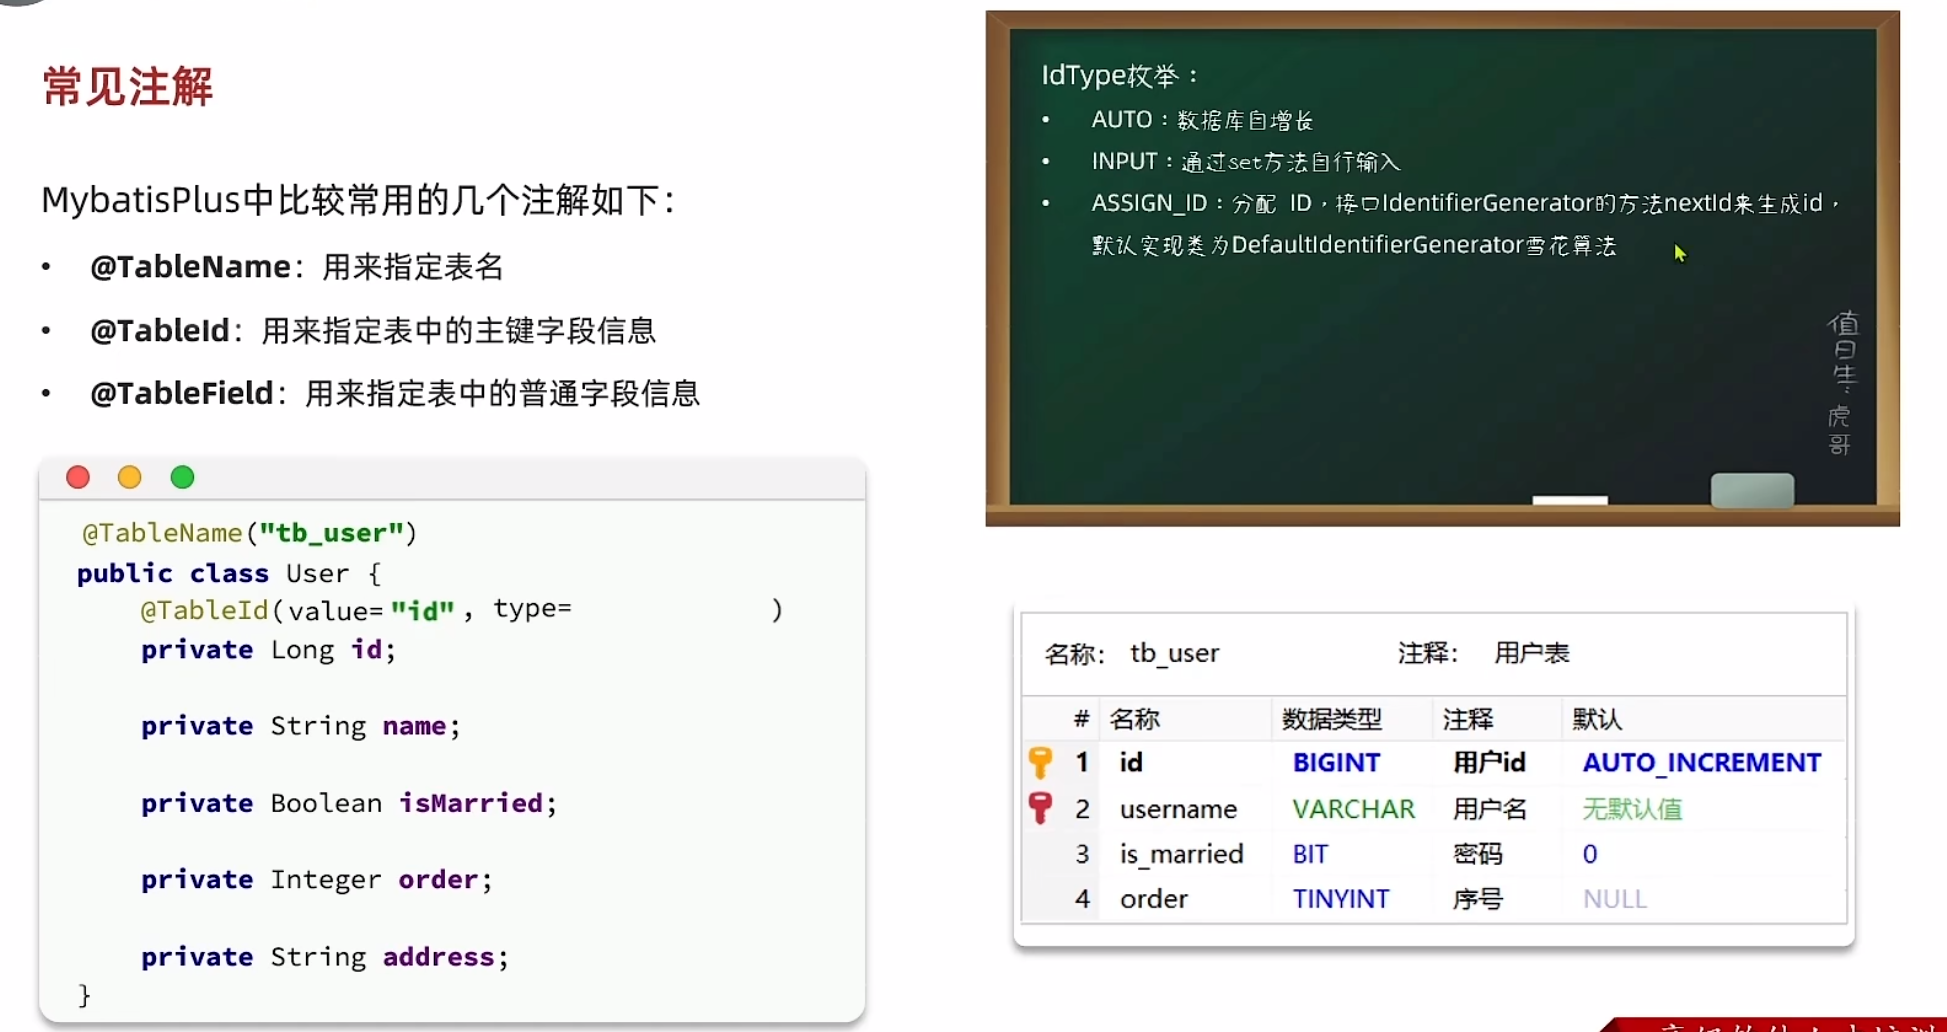 常见注解
MybatisPlus中比较常用的几个注解如下：
• @TableName：用来指定表名
• @TableId：用来指定表中的主键字段信息
• @TableField：用来指定表中的普通字段信息
@TableName("tb_user")
public class User {
@TableId(value="id", type= )
private Long id;
private String name;
private Boolean isMarried;
private Integer order;
private String address;
}
IdType枚举：
• AUTO：数据库自增长
• INPUT：通过set方法自行输入
• ASSIGN_ID：分配 ID，接口IdentifierGenerator的方法nextId来生成id，
默认实现类为DefaultIdentifierGenerator雪花算法
值日生：虎哥
名称： tb_user 注释： 用户表
# 名称 数据类型 注释 默认
1 id BIGINT 用户id AUTO_INCREMENT
2 username VARCHAR 用户名 无默认值
3 is_married BIT 密码 0
4 order TINYINT 序号 NULL